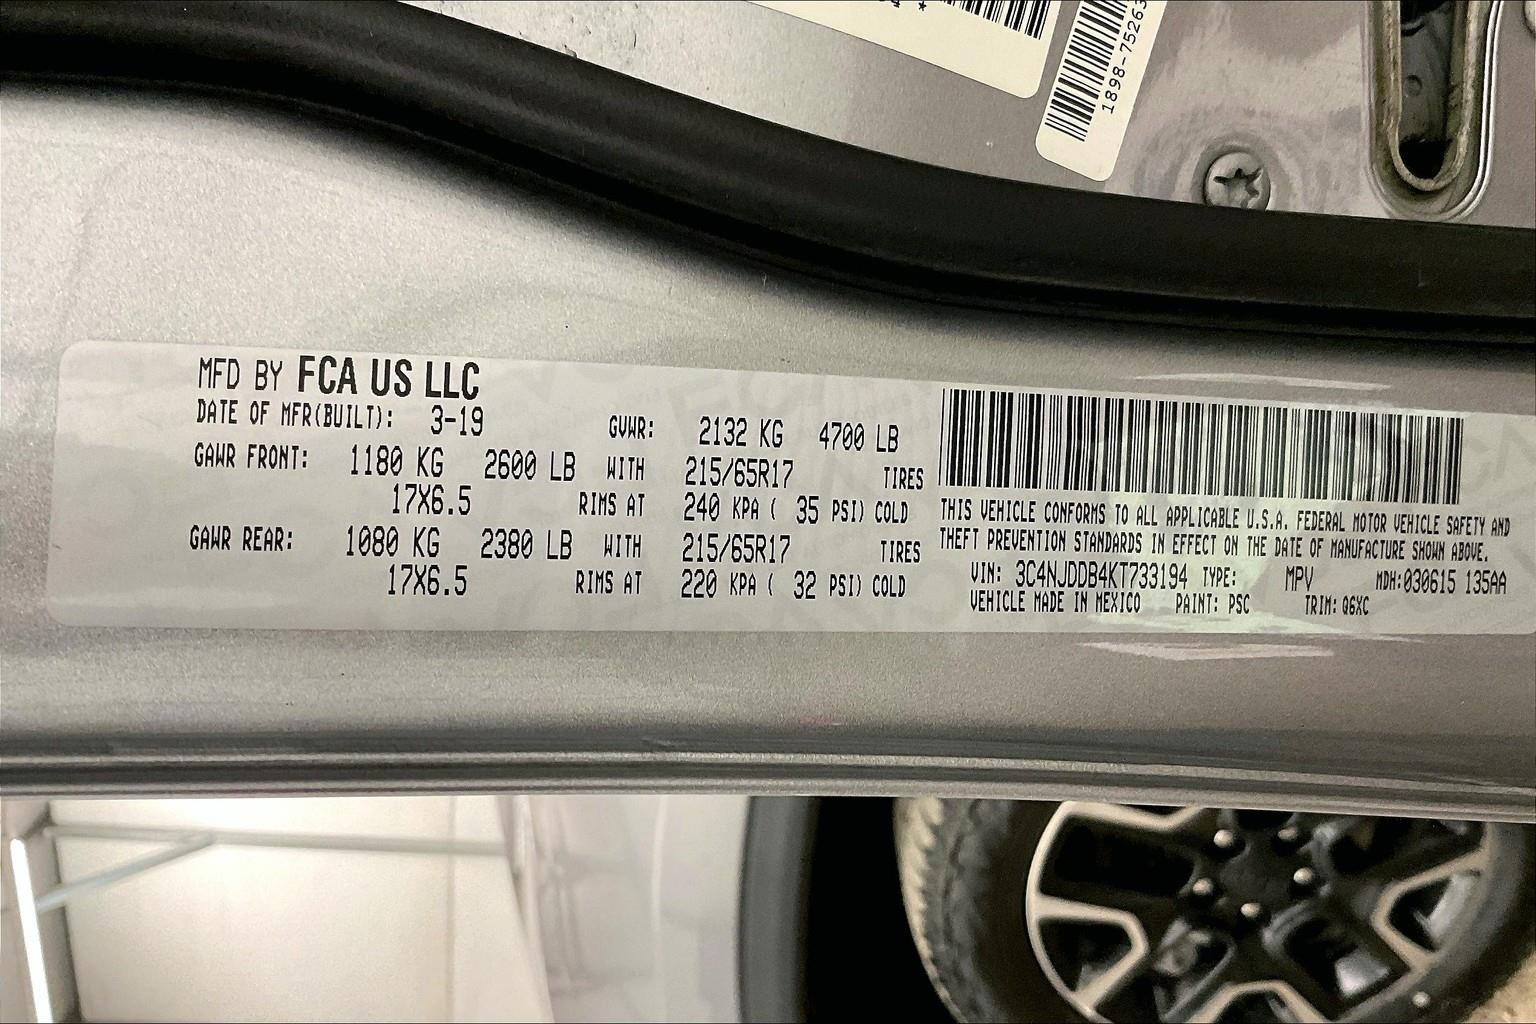 1898-75263
MFD BY FCA US LLC
DATE OF MFR(BUILT): 3-19 GVWR: 2132 KG 4700 LB
GAWR FRONT: 1180 KG 2600 LB WITH 215/65R17 TIRES
17X6.5 RIMS AT 240 KPA ( 35 PSI) COLD
GAWR REAR: 1080 KG 2380 LB WITH 215/65R17 TIRES
17X6.5 RIMS AT 220 KPA ( 32 PSI) COLD
THIS VEHICLE CONFORMS TO ALL APPLICABLE U.S.A. FEDERAL MOTOR VEHICLE SAFETY AND
THEFT PREVENTION STANDARDS IN EFFECT ON THE DATE OF MANUFACTURE SHOWN ABOVE.
VIN: 3C4NJDDB4KT733194 TYPE: MPV MDH:030615 135AA
VEHICLE MADE IN MEXICO PAINT: PSC TRIM: Q6XC